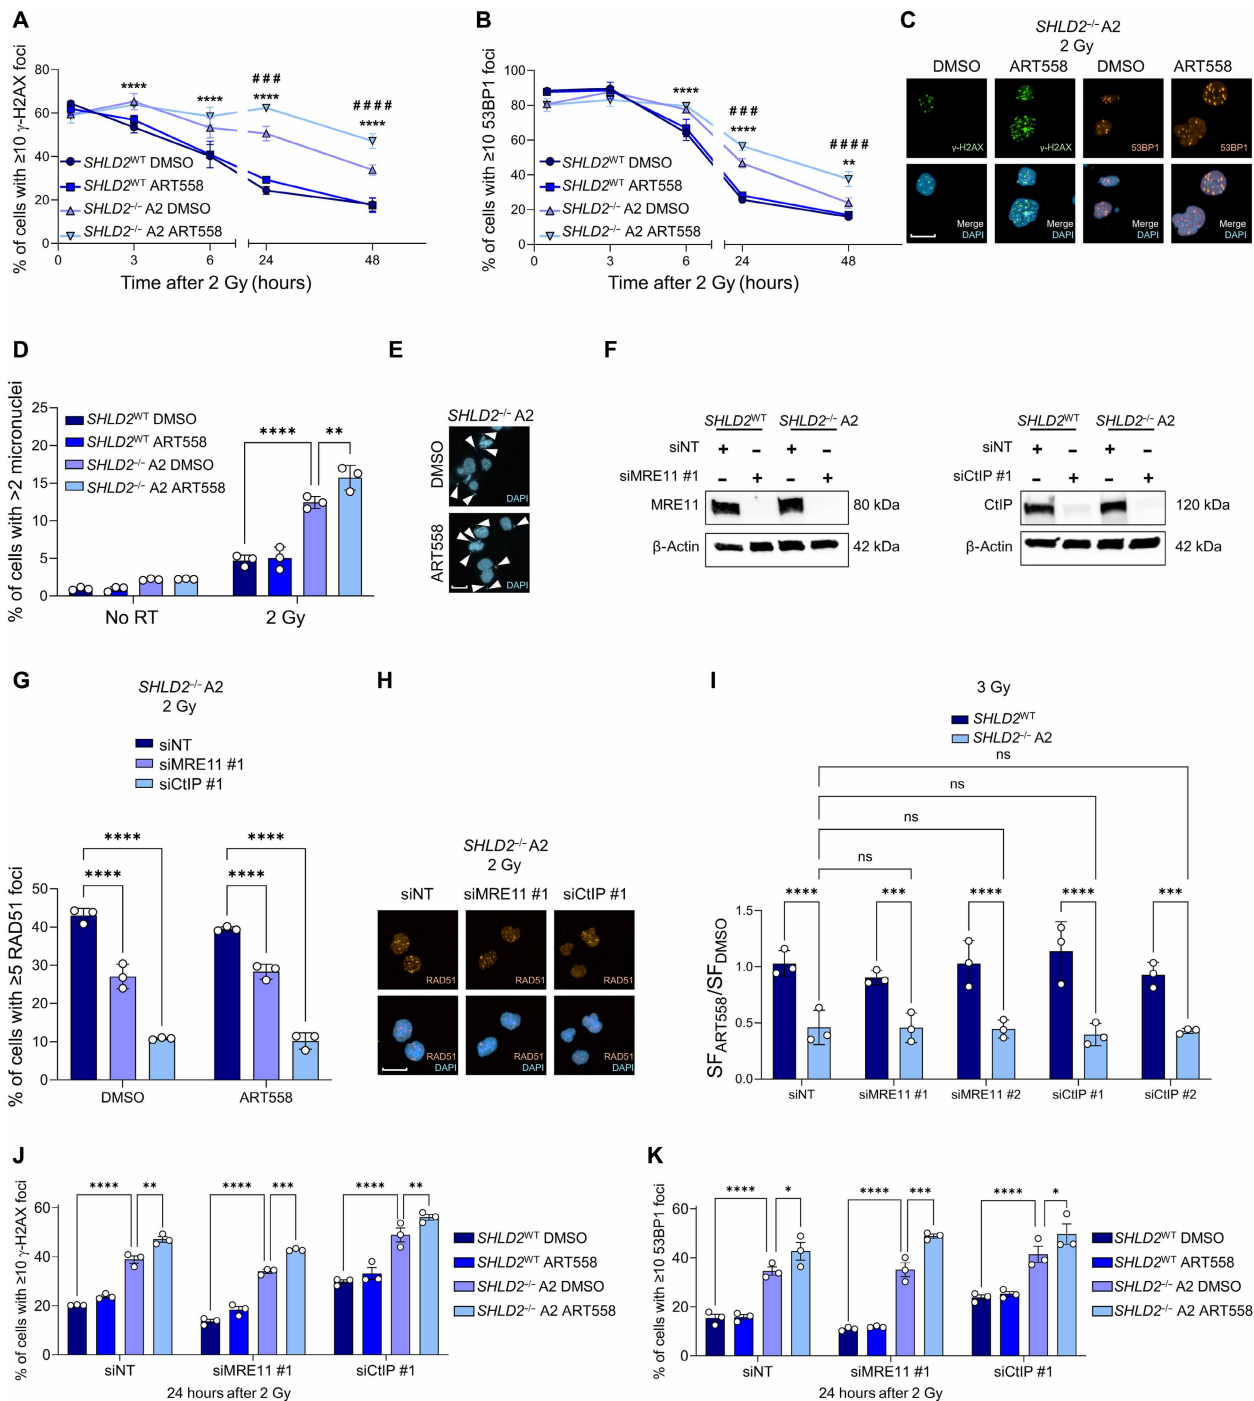 A
% of cells with ≥10 γ-H2AX foci
80
60
40
20
0
****
****
###
****
####
****
SHLD2WT DMSO
SHLD2WT ART558
SHLD2-/- A2 DMSO
SHLD2-/- A2 ART558
0 3 6 24 48
Time after 2 Gy (hours)
B
% of cells with ≥10 53BP1 foci
100
80
60
40
20
0
****
###
****
####
**
SHLD2WT DMSO
SHLD2WT ART558
SHLD2-/- A2 DMSO
SHLD2-/- A2 ART558
0 3 6 24 48
Time after 2 Gy (hours)
C
SHLD2-/- A2
2 Gy
DMSO ART558 DMSO ART558
γ-H2AX γ-H2AX 53BP1 53BP1
Merge Merge Merge Merge
DAPI DAPI DAPI DAPI
D
% of cells with >2 micronuclei
25
20
15
10
5
0
SHLD2WT DMSO
SHLD2WT ART558
SHLD2-/- A2 DMSO
SHLD2-/- A2 ART558
**** **
No RT 2 Gy
E
SHLD2-/- A2
DMSO
DAPI
ART558
DAPI
F
SHLD2WT SHLD2-/- A2
siNT + - + -
siMRE11 #1 - + - +
MRE11 80 kDa
β-Actin 42 kDa
SHLD2WT SHLD2-/- A2
siNT + - + -
siCtIP #1 - + - +
CtIP 120 kDa
β-Actin 42 kDa
G
SHLD2-/- A2
2 Gy
siNT
siMRE11 #1
siCtIP #1
% of cells with ≥5 RAD51 foci
50
40
30
20
10
0
**** ****
**** ****
DMSO ART558
H
SHLD2-/- A2
2 Gy
siNT siMRE11 #1 siCtIP #1
RAD51 RAD51 RAD51
RAD51 RAD51 RAD51
DAPI DAPI DAPI
I
3 Gy
SHLD2WT
SHLD2-/- A2
ns
ns
ns
ns
**** *** **** **** ***
SFART558/SFDMSO
1.5
1.0
0.5
0.0
siNT siMRE11 #1 siMRE11 #2 siCtIP #1 siCtIP #2
J
% of cells with ≥10 γ-H2AX foci
60
40
20
0
**** ** **** *** **** **
SHLD2WT DMSO
SHLD2WT ART558
SHLD2-/- A2 DMSO
SHLD2-/- A2 ART558
siNT siMRE11 #1 siCtIP #1
24 hours after 2 Gy
K
% of cells with ≥10 53BP1 foci
60
40
20
0
**** * **** *** **** *
SHLD2WT DMSO
SHLD2WT ART558
SHLD2-/- A2 DMSO
SHLD2-/- A2 ART558
siNT siMRE11 #1 siCtIP #1
24 hours after 2 Gy